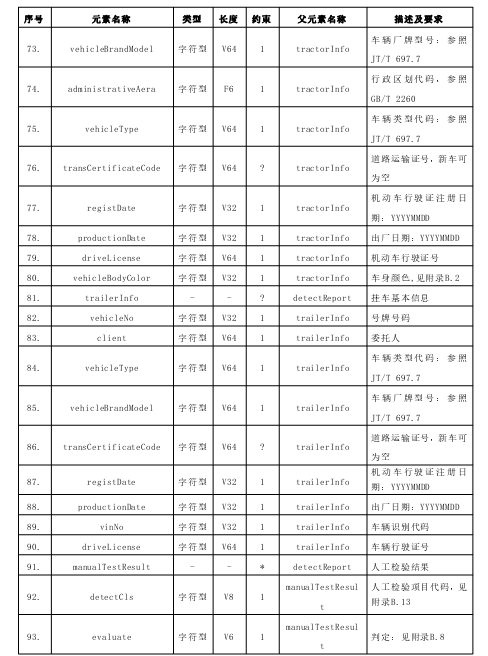 序号 元素名称 类型 长度 约束 父元素名称 描述及要求
73. vehicleBrandModel 字符型 V64 1 tractorInfo 车辆厂牌型号：参照
JT/T 697.7
74. administrativeAera 字符型 F6 1 tractorInfo 行政区划代码，参照
GB/T 2260
75. vehicleType 字符型 V64 1 tractorInfo 车辆类型代码：参照
JT/T 697.7
76. transCertificateCode 字符型 V64 ? tractorInfo 道路运输证号，新车可
为空
77. registDate 字符型 V32 1 tractorInfo 机动车行驶证注册日
期：YYYYMMDD
78. productionDate 字符型 V32 1 tractorInfo 出厂日期：YYYYMMDD
79. driveLicense 字符型 V64 1 tractorInfo 机动车行驶证号
80. vehicleBodyColor 字符型 V32 1 tractorInfo 车身颜色,见附录B.2
81. trailerInfo - - ? detectReport 挂车基本信息
82. vehicleNo 字符型 V32 1 trailerInfo 号牌号码
83. client 字符型 V64 1 trailerInfo 委托人
84. vehicleType 字符型 V64 1 trailerInfo 车辆类型代码：参照
JT/T 697.7
85. vehicleBrandModel 字符型 V64 1 trailerInfo 车辆厂牌型号：参照
JT/T 697.7
86. transCertificateCode 字符型 V64 ? trailerInfo 道路运输证号，新车可
为空
87. registDate 字符型 V32 1 trailerInfo 机动车行驶证注册日
期：YYYYMMDD
88. productionDate 字符型 V32 1 trailerInfo 出厂日期：YYYYMMDD
89. vinNo 字符型 V32 1 trailerInfo 车辆识别代码
90. driveLicense 字符型 V64 1 trailerInfo 车辆行驶证号
91. manualTestResult - - * detectReport 人工检验结果
92. detectCls 字符型 V8 1 manualTestResul
t 人工检验项目代码，见
附录B.13
93. evaluate 字符型 V6 1 manualTestResul
t 判定：见附录B.8